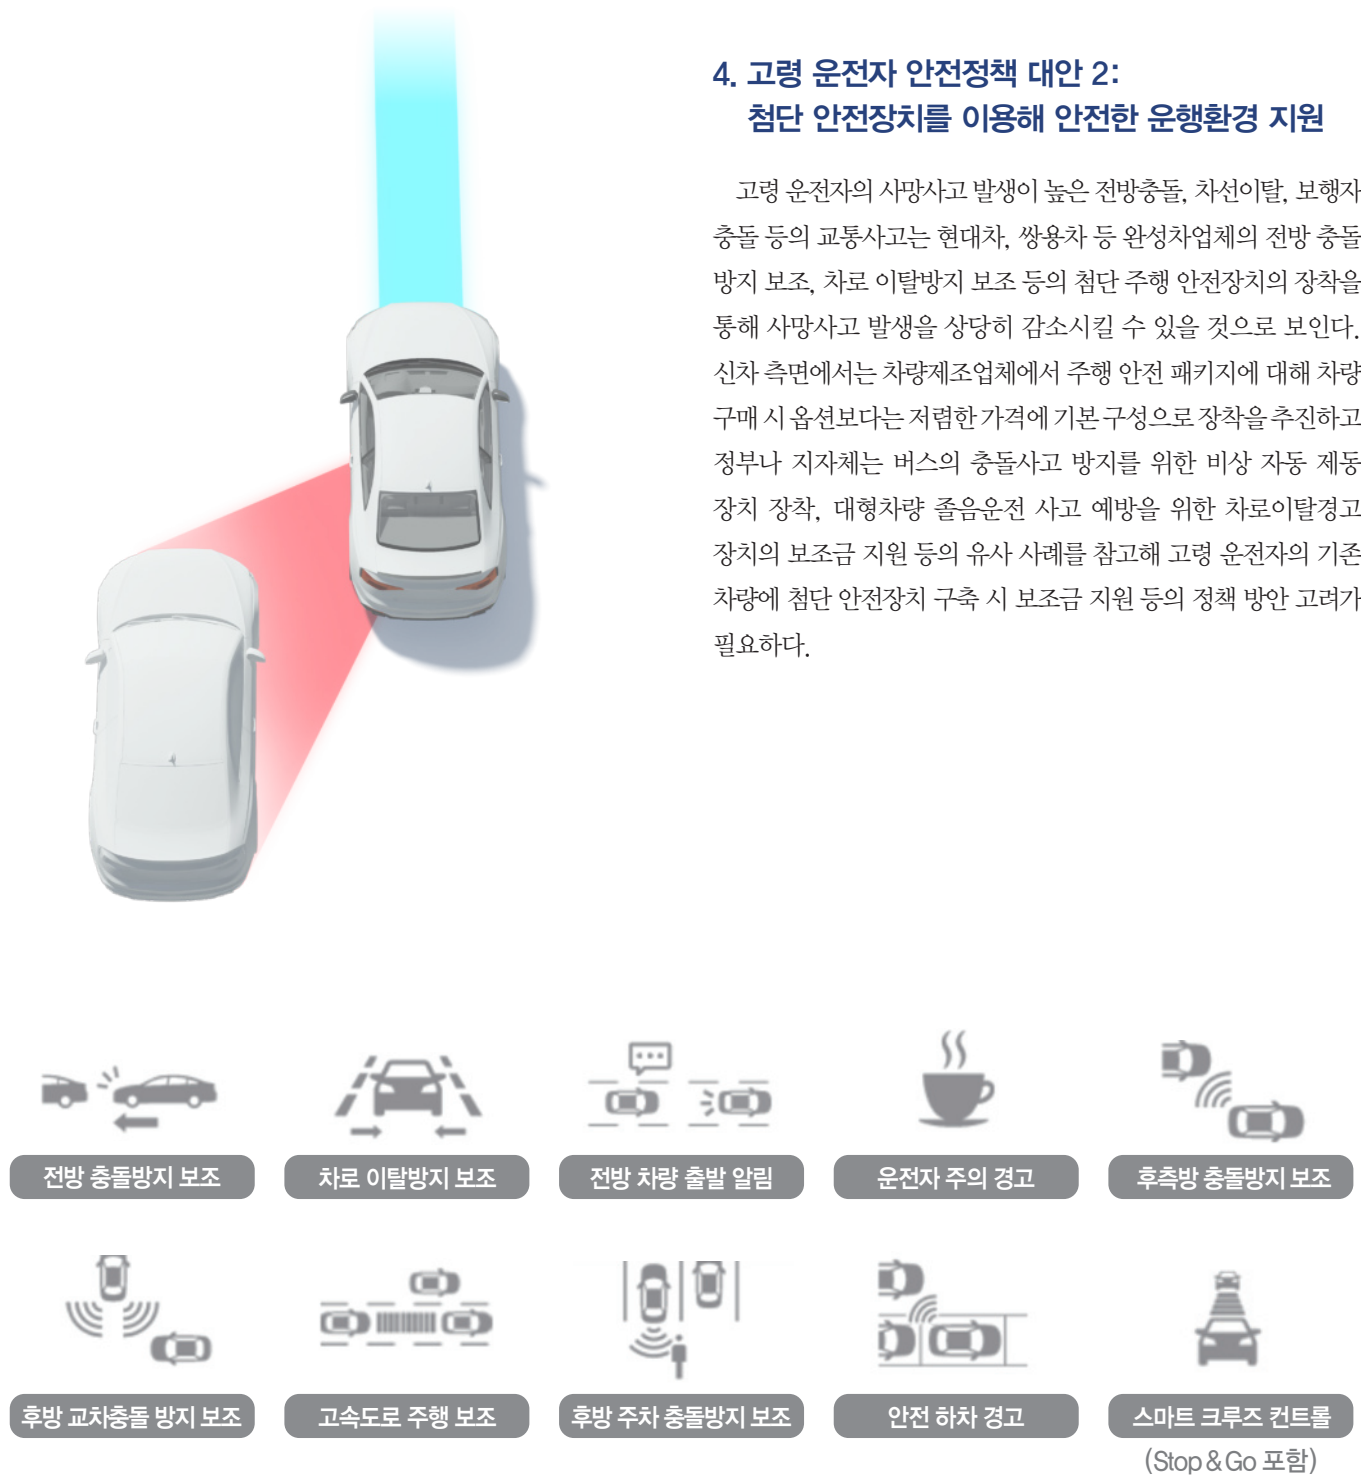 4. 고령 운전자 안전정책 대안 2:
첨단 안전장치를 이용해 안전한 운행환경 지원
고령 운전자의 사망사고 발생이 높은 전방충돌, 차선이탈, 보행자
충돌 등의 교통사고는 현대차, 쌍용차 등 완성차업체의 전방 충돌
방지 보조, 차로 이탈방지 보조 등의 첨단 주행 안전장치의 장착을
통해 사망사고 발생을 상당히 감소시킬 수 있을 것으로 보인다.
신차 측면에서는 차량제조업체에서 주행 안전 패키지에 대해 차량
구매 시 옵션보다는 저렴한 가격에 기본 구성으로 장착을 추진하고
정부나 지자체는 버스의 충돌사고 방지를 위한 비상 자동 제동
장치 장착, 대형차량 졸음운전 사고 예방을 위한 차로이탈경고
장치의 보조금 지원 등의 유사 사례를 참고해 고령 운전자의 기존
차량에 첨단 안전장치 구축 시 보조금 지원 등의 정책 방안 고려가
필요하다.
전방 충돌방지 보조
차로 이탈방지 보조
전방 차량 출발 알림
운전자 주의 경고
후측방 충돌방지 보조
후방 교차충돌 방지 보조
고속도로 주행 보조
후방 주차 충돌방지 보조
안전 하차 경고
스마트 크루즈 컨트롤
(Stop & Go 포함)